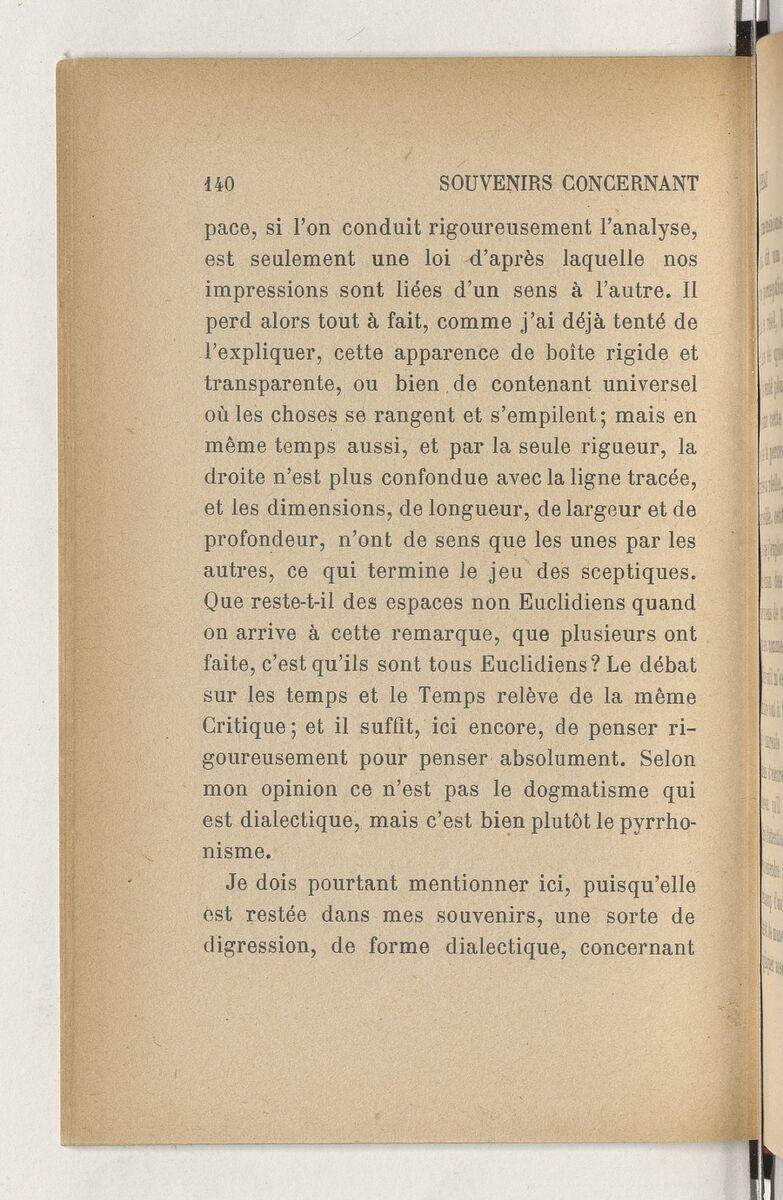 140 SOUVENIRS CONCERNANT
pace, si l'on conduit rigoureusement l'analyse,
est seulement une loi d'après laquelle nos
impressions sont liées d'un sens à l'autre. Il
perd alors tout à fait, comme j'ai déjà tenté de
l'expliquer, cette apparence de boîte rigide et
transparente, ou bien de contenant universel
où les choses se rangent et s'empilent; mais en
même temps aussi, et par la seule rigueur, la
droite n'est plus confondue avec la ligne tracée,
et les dimensions, de longueur, de largeur et de
profondeur, n'ont de sens que les unes par les
autres, ce qui termine le jeu des sceptiques.
Que reste-t-il des espaces non Euclidiens quand
on arrive à cette remarque, que plusieurs ont
faite, c'est qu'ils sont tous Euclidiens? Le débat
sur les temps et le Temps relève de la même
Critique; et il suffit, ici encore, de penser ri-
goureusement pour penser absolument. Selon
mon opinion ce n'est pas le dogmatisme qui
est dialectique, mais c'est bien plutôt le pyrrho-
nisme.
Je dois pourtant mentionner ici, puisqu'elle
est restée dans mes souvenirs, une sorte de
digression, de forme dialectique, concernant